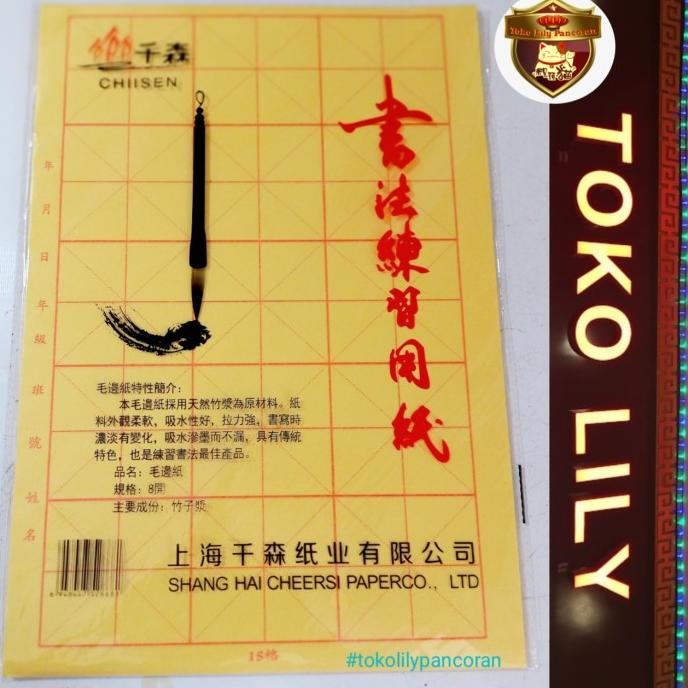 千森
CHIISEN
書法練習用紙
年
月
日
年
級
班
號
姓
名
毛邊紙特性簡介：
本毛邊紙採用天然竹漿為原材料。紙
料外觀柔軟，吸水性好，拉力強，書寫時
濃淡有變化，吸水滲墨而不漏，具有傳統
特色，也是練習書法最佳產品。
品名：毛邊紙
規格：8開
主要成份：竹子漿
上海千森纸业有限公司
SHANG HAI CHEERSI PAPERCO., LTD
15格
#tokolilypancoran
Toko Lily Pancoran
TOKO LILY